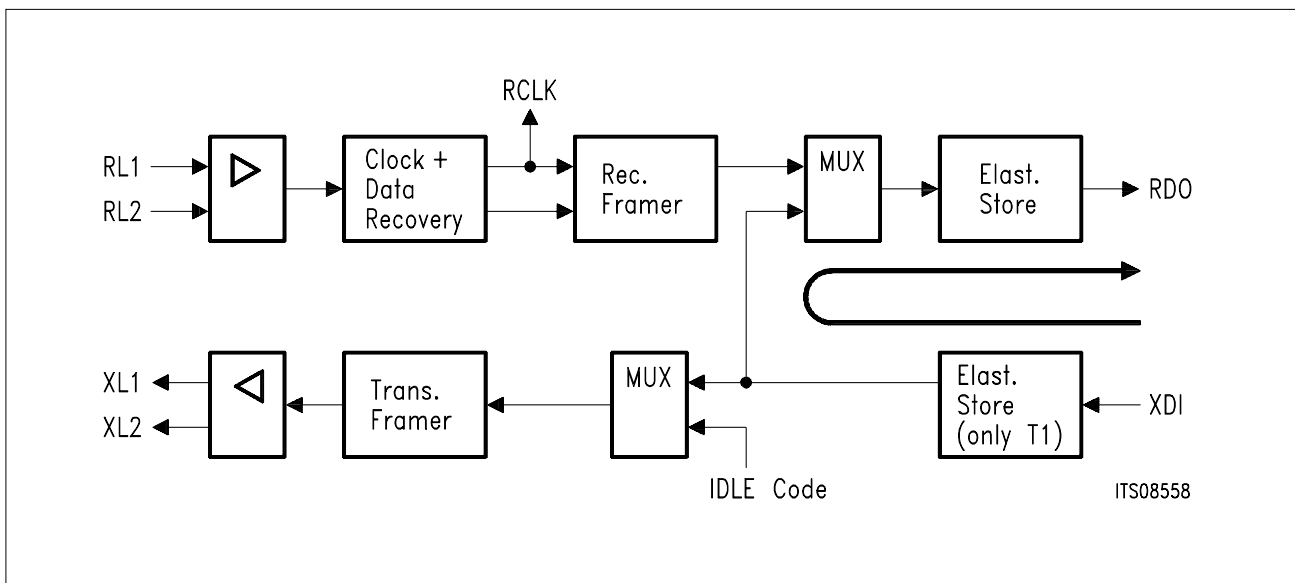 RCLK
RL1
RL2
Clock +
Data
Recovery
Rec.
Framer
MUX
Elast.
Store
RDO
XL1
XL2
Trans.
Framer
MUX
Elast.
Store
(only T1)
XDI
IDLE Code
ITS08558